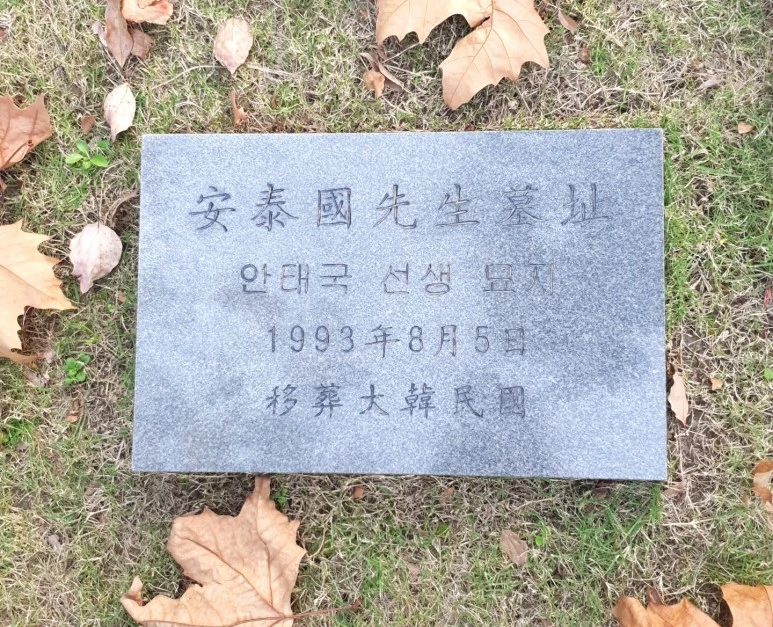 安泰國先生墓址
안태국 선생 묘지
1993年8月5日
移葬大韓民國